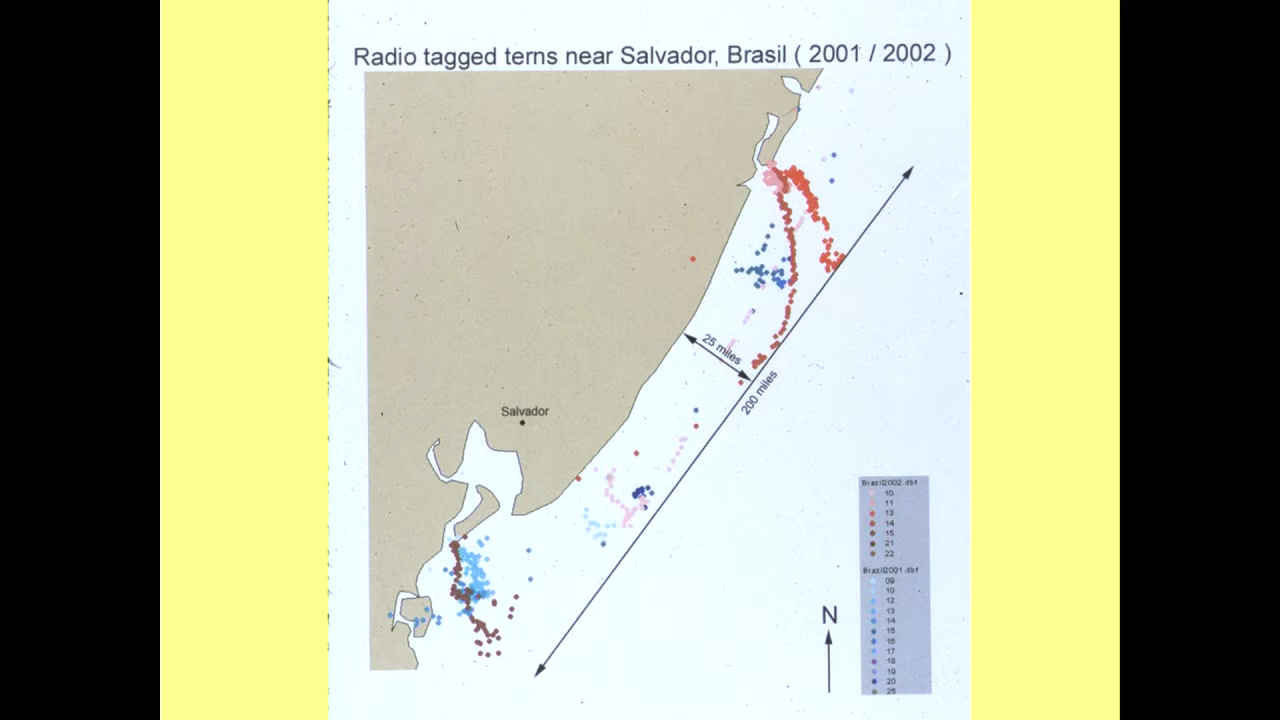 Radio tagged terns near Salvador, Brasil ( 2001 / 2002 )
25 miles
200 miles
Salvador
N
Brazil2002.dbf
10
11
13
14
15
21
22
Brazil2001.dbf
09
10
12
13
14
15
16
17
18
19
20
25